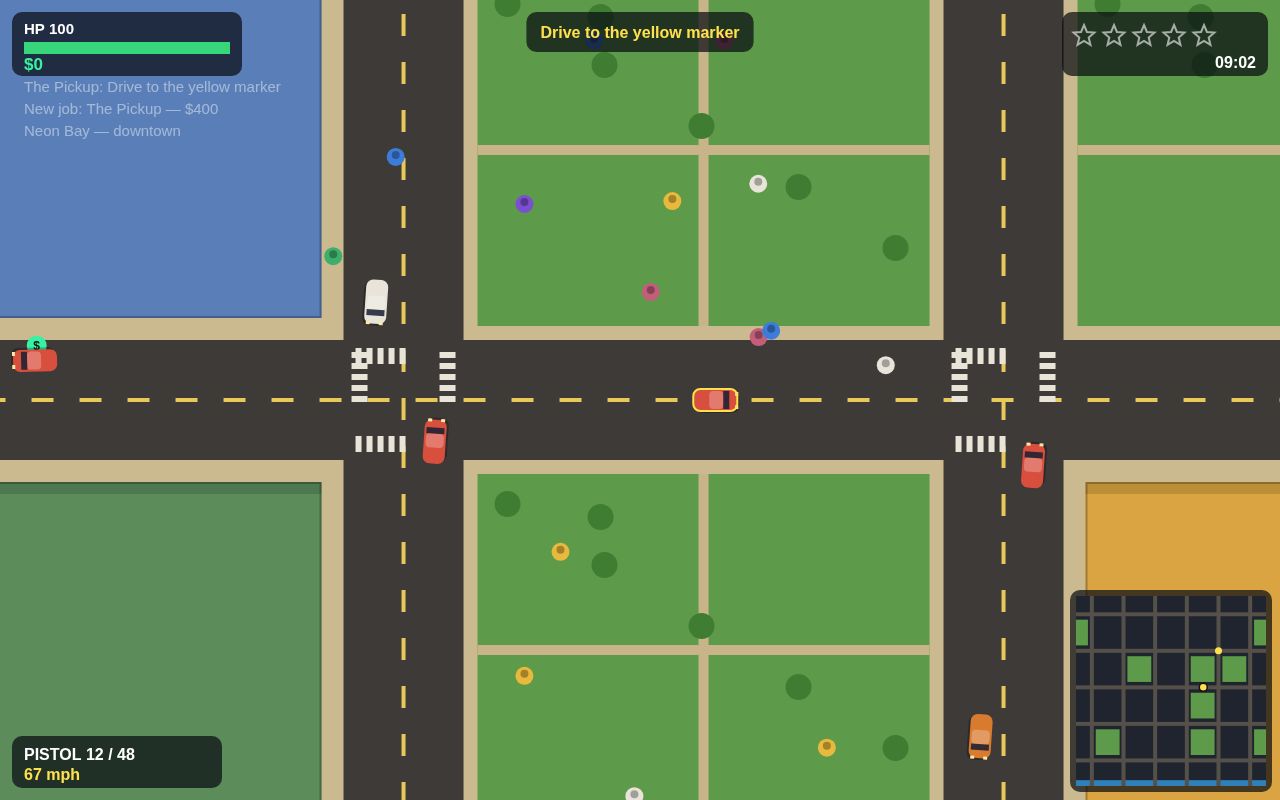 HP 100
$0
The Pickup: Drive to the yellow marker
New job: The Pickup — $400
Neon Bay — downtown
Drive to the yellow marker
09:02
$
PISTOL 12 / 48
67 mph